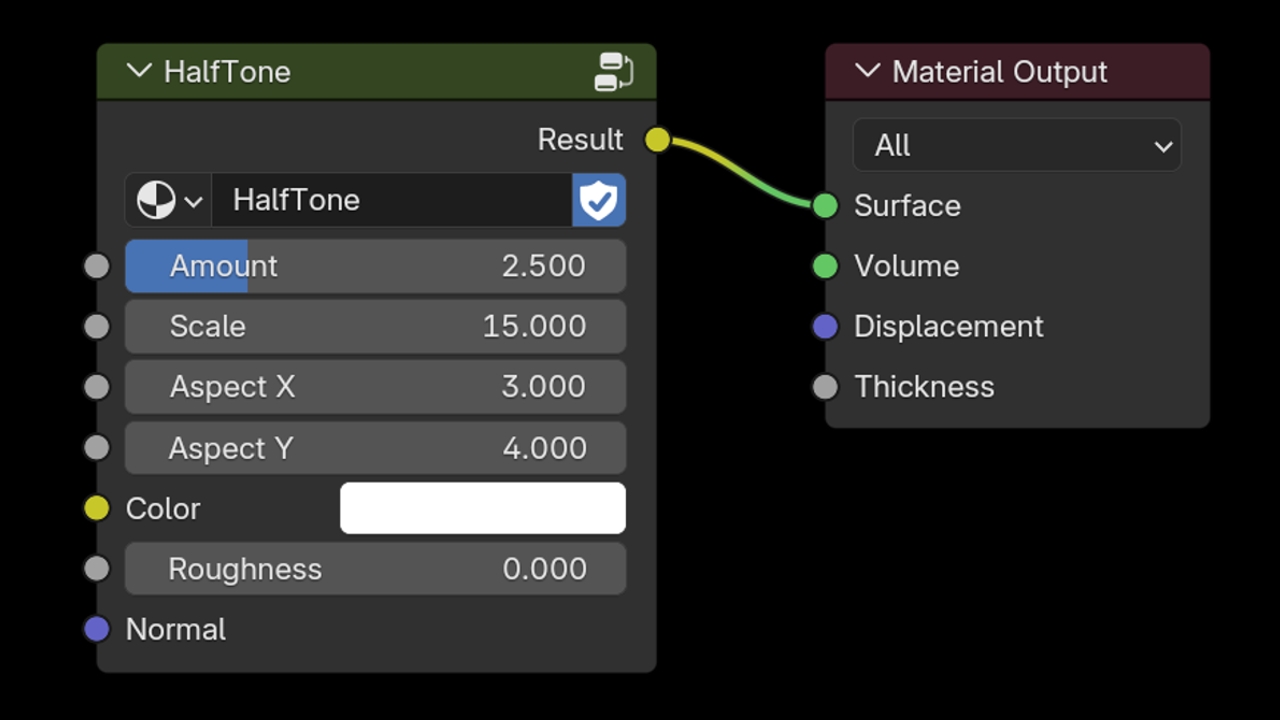 HalfTone
Result
HalfTone
Amount 2.500
Scale 15.000
Aspect X 3.000
Aspect Y 4.000
Color
Roughness 0.000
Normal
Material Output
All
Surface
Volume
Displacement
Thickness